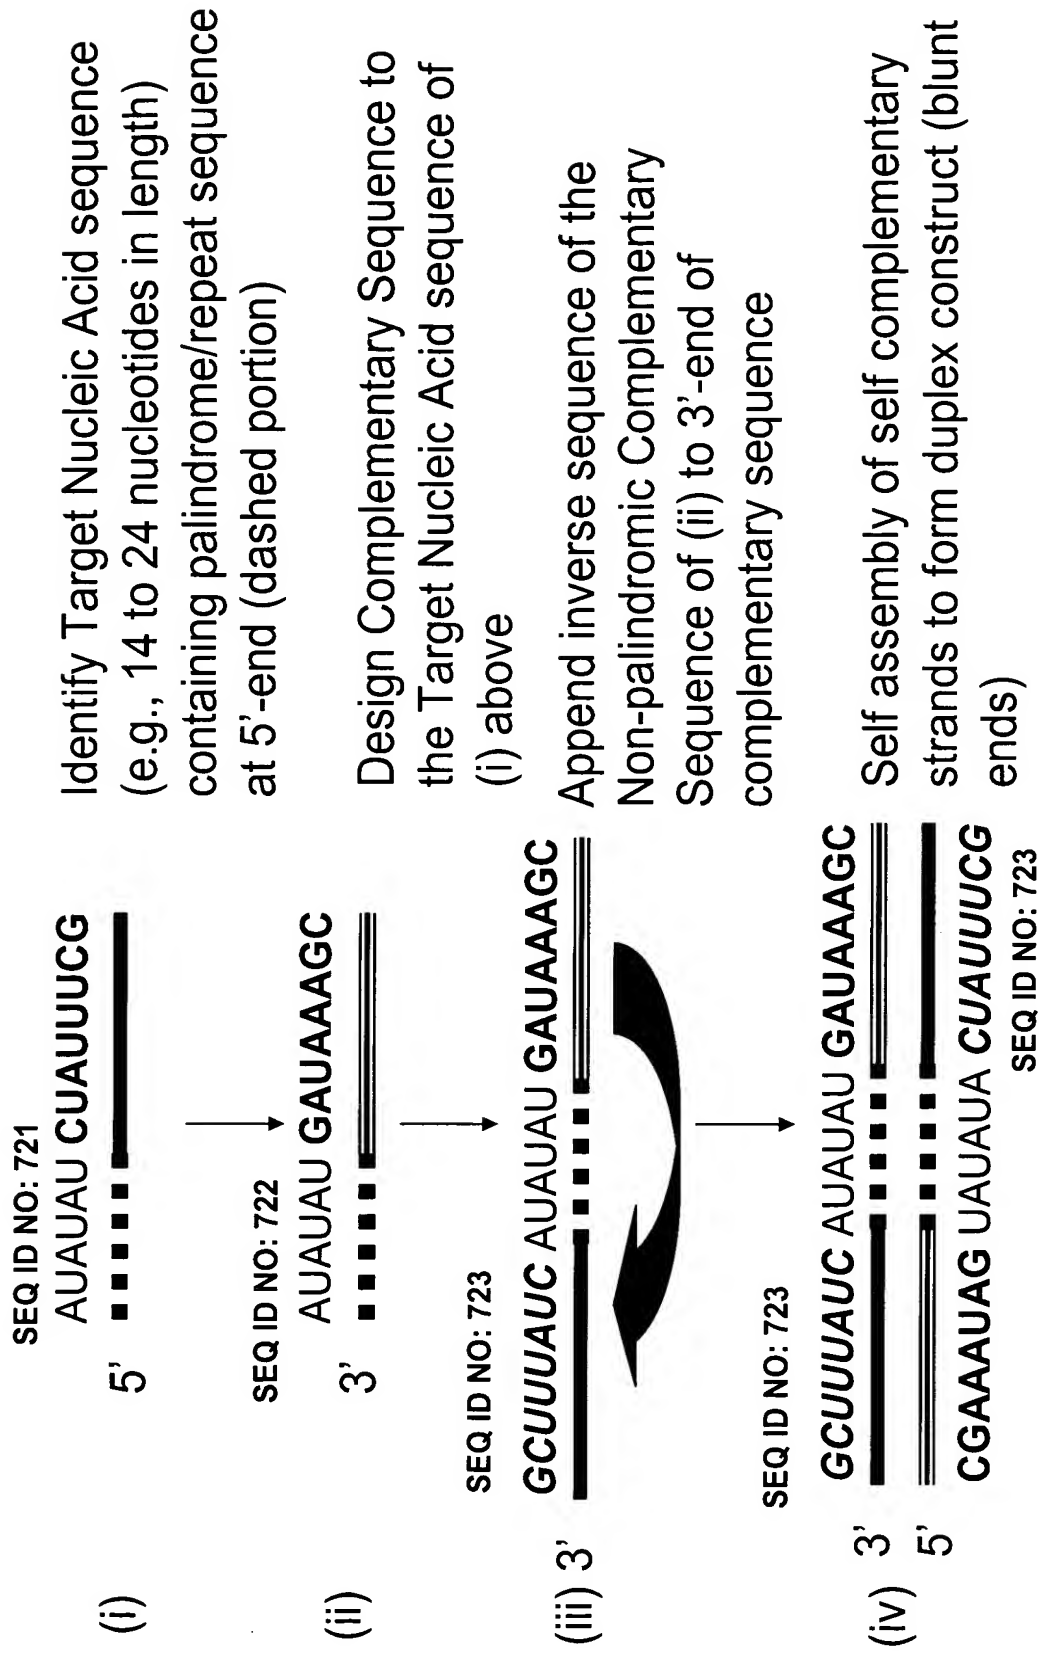 SEQ ID NO: 721
AUAUAU CUAUUUCG
(i)
5'
Identify Target Nucleic Acid sequence
(e.g., 14 to 24 nucleotides in length)
containing palindrome/repeat sequence
at 5'-end (dashed portion)
SEQ ID NO: 722
AUAUAU GAUAAAGC
(ii)
3'
Design Complementary Sequence to
the Target Nucleic Acid sequence of
(i) above
SEQ ID NO: 723
GCUUUAUC AUAUAU GAUAAAGC
(iii) 3'
Append inverse sequence of the
Non-palindromic Complementary
Sequence of (ii) to 3'-end of
complementary sequence
SEQ ID NO: 723
GCUUUAUC AUAUAU GAUAAAGC
(iv)
3'
5'
CGAAAUAG UAUAUA CUAUUUCG
SEQ ID NO: 723
Self assembly of self complementary
strands to form duplex construct (blunt
ends)